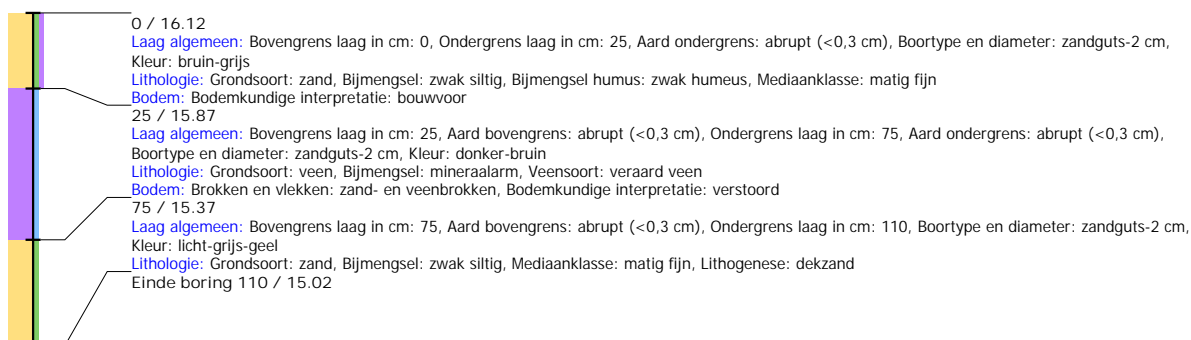 0 / 16.12
Laag algemeen: Bovengrens laag in cm: 0, Ondergrens laag in cm: 25, Aard ondergrens: abrupt (<0,3 cm), Boortype en diameter: zandguts-2 cm,
Kleur: bruin-grijs
Lithologie: Grondsoort: zand, Bijmengsel: zwak siltig, Bijmengsel humus: zwak humeus, Mediaanklasse: matig fijn
Bodem: Bodemkundige interpretatie: bouwvoor
25 / 15.87
Laag algemeen: Bovengrens laag in cm: 25, Aard bovengrens: abrupt (<0,3 cm), Ondergrens laag in cm: 75, Aard ondergrens: abrupt (<0,3 cm),
Boortype en diameter: zandguts-2 cm, Kleur: donker-bruin
Lithologie: Grondsoort: veen, Bijmengsel: mineraalarm, Veensoort: veraard veen
Bodem: Brokken en vlekken: zand- en veenbrokken, Bodemkundige interpretatie: verstoord
75 / 15.37
Laag algemeen: Bovengrens laag in cm: 75, Aard bovengrens: abrupt (<0,3 cm), Ondergrens laag in cm: 110, Boortype en diameter: zandguts-2 cm,
Kleur: licht-grijs-geel
Lithologie: Grondsoort: zand, Bijmengsel: zwak siltig, Mediaanklasse: matig fijn, Lithogenese: dekzand
Einde boring 110 / 15.02